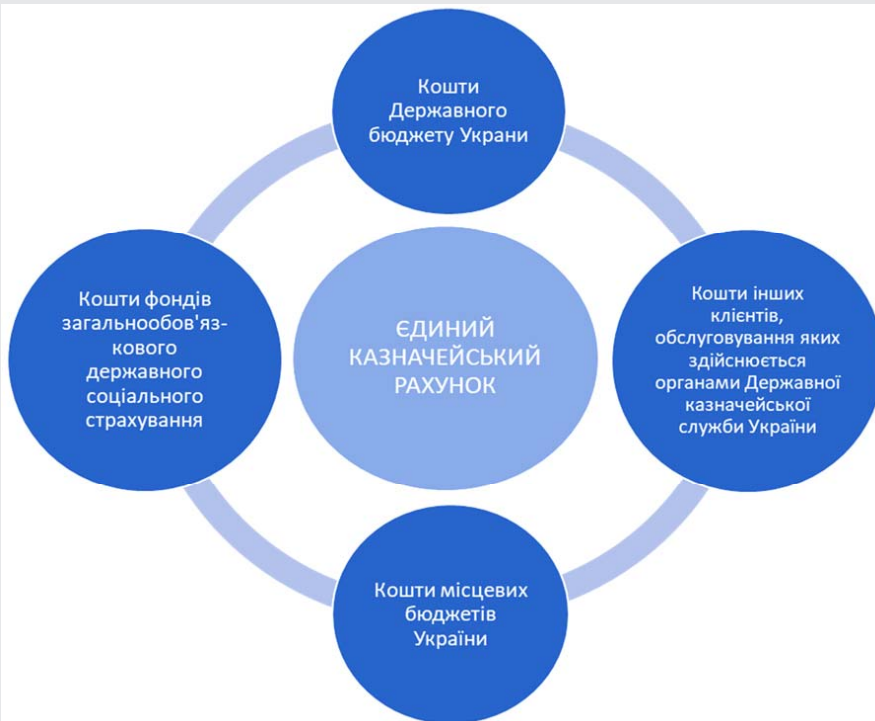 Кошти
Державного
бюджету Украни
Кошти фондів
загальнообов'яз-
кового
державного
соціального
страхування
ЄДИНИЙ
КАЗНАЧЕЙСЬКИЙ
РАХУНОК
Кошти інших
клієнтів,
обслуговування яких
здійснюється
органами Державної
казначейської
служби України
Кошти місцевих
бюджетів
України